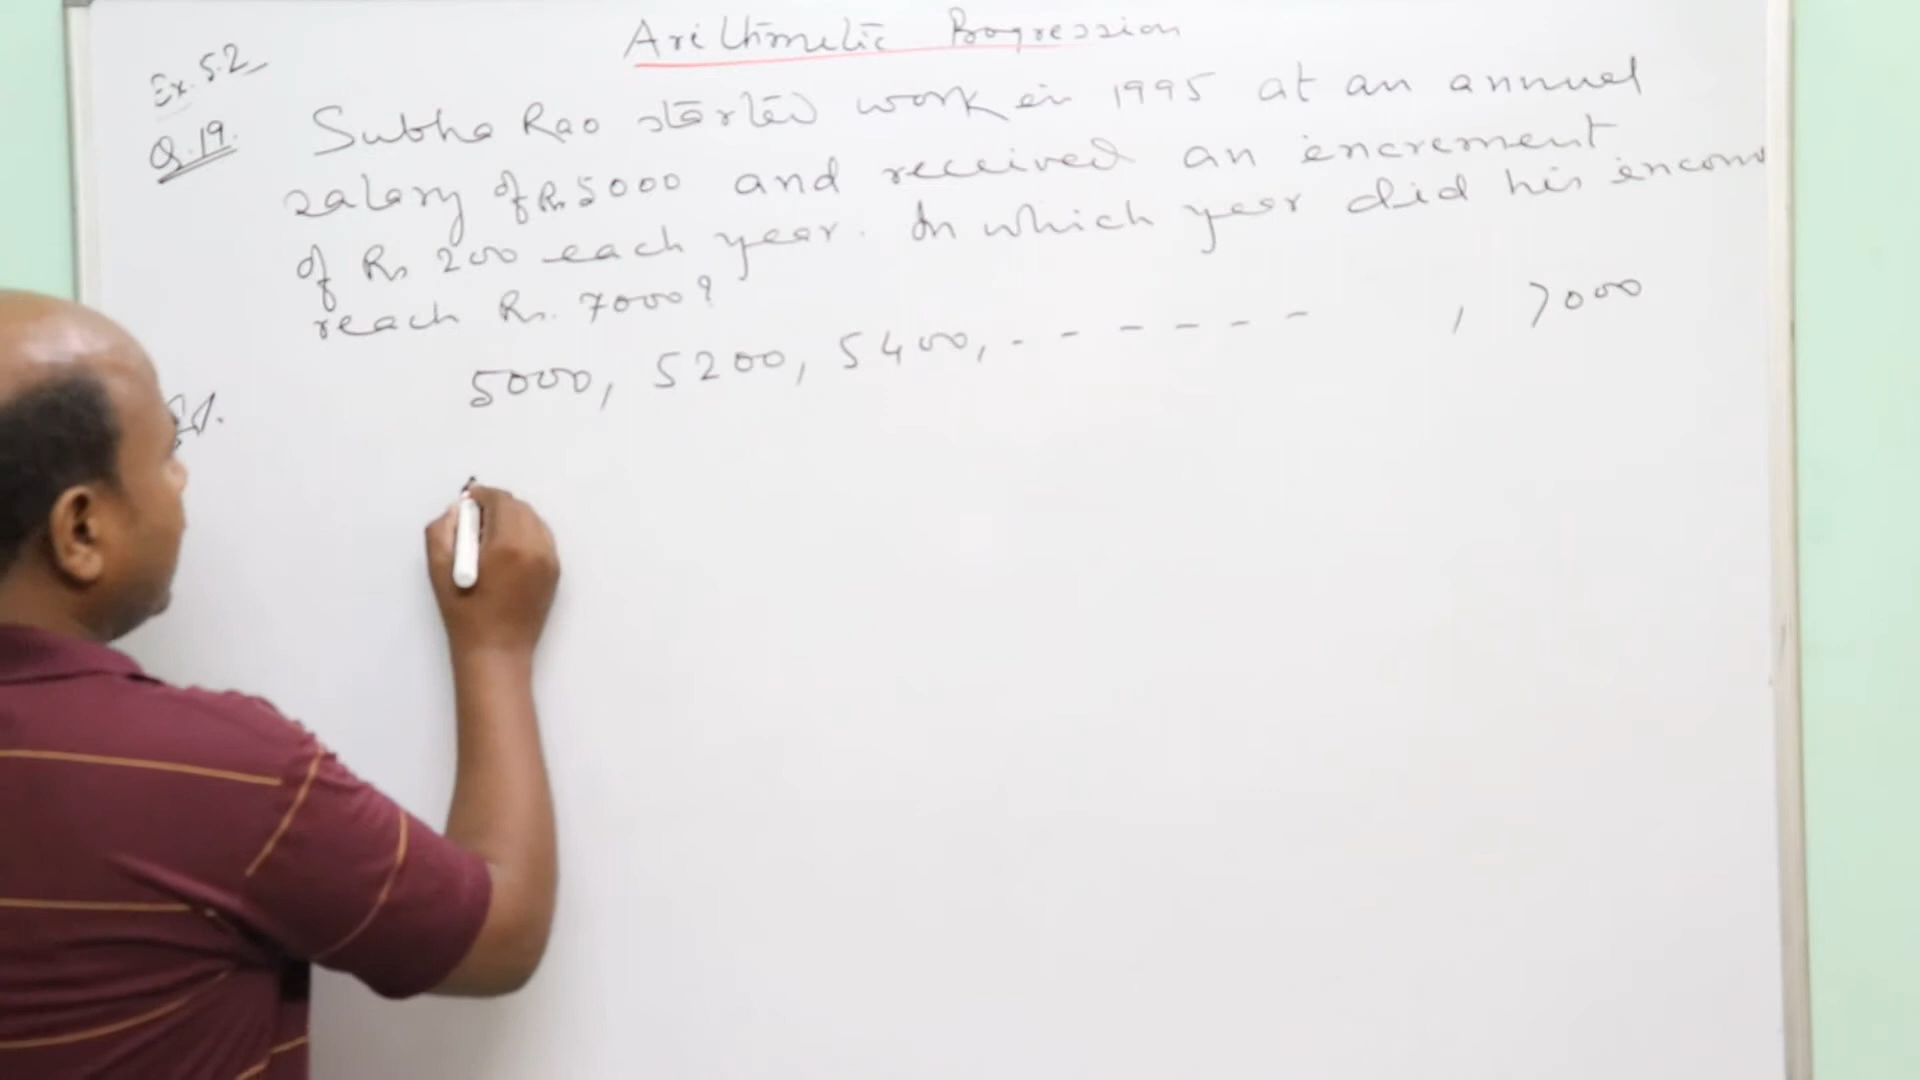 Arithmetic Progression
Ex. 5.2
Q.19. Subha Rao started work in 1995 at an annual
salary of Rs 5000 and received an increment
of Rs 200 each year. In which year did his income
reach Rs. 7000?
5000, 5200, 5400, - - - - - - , 7000